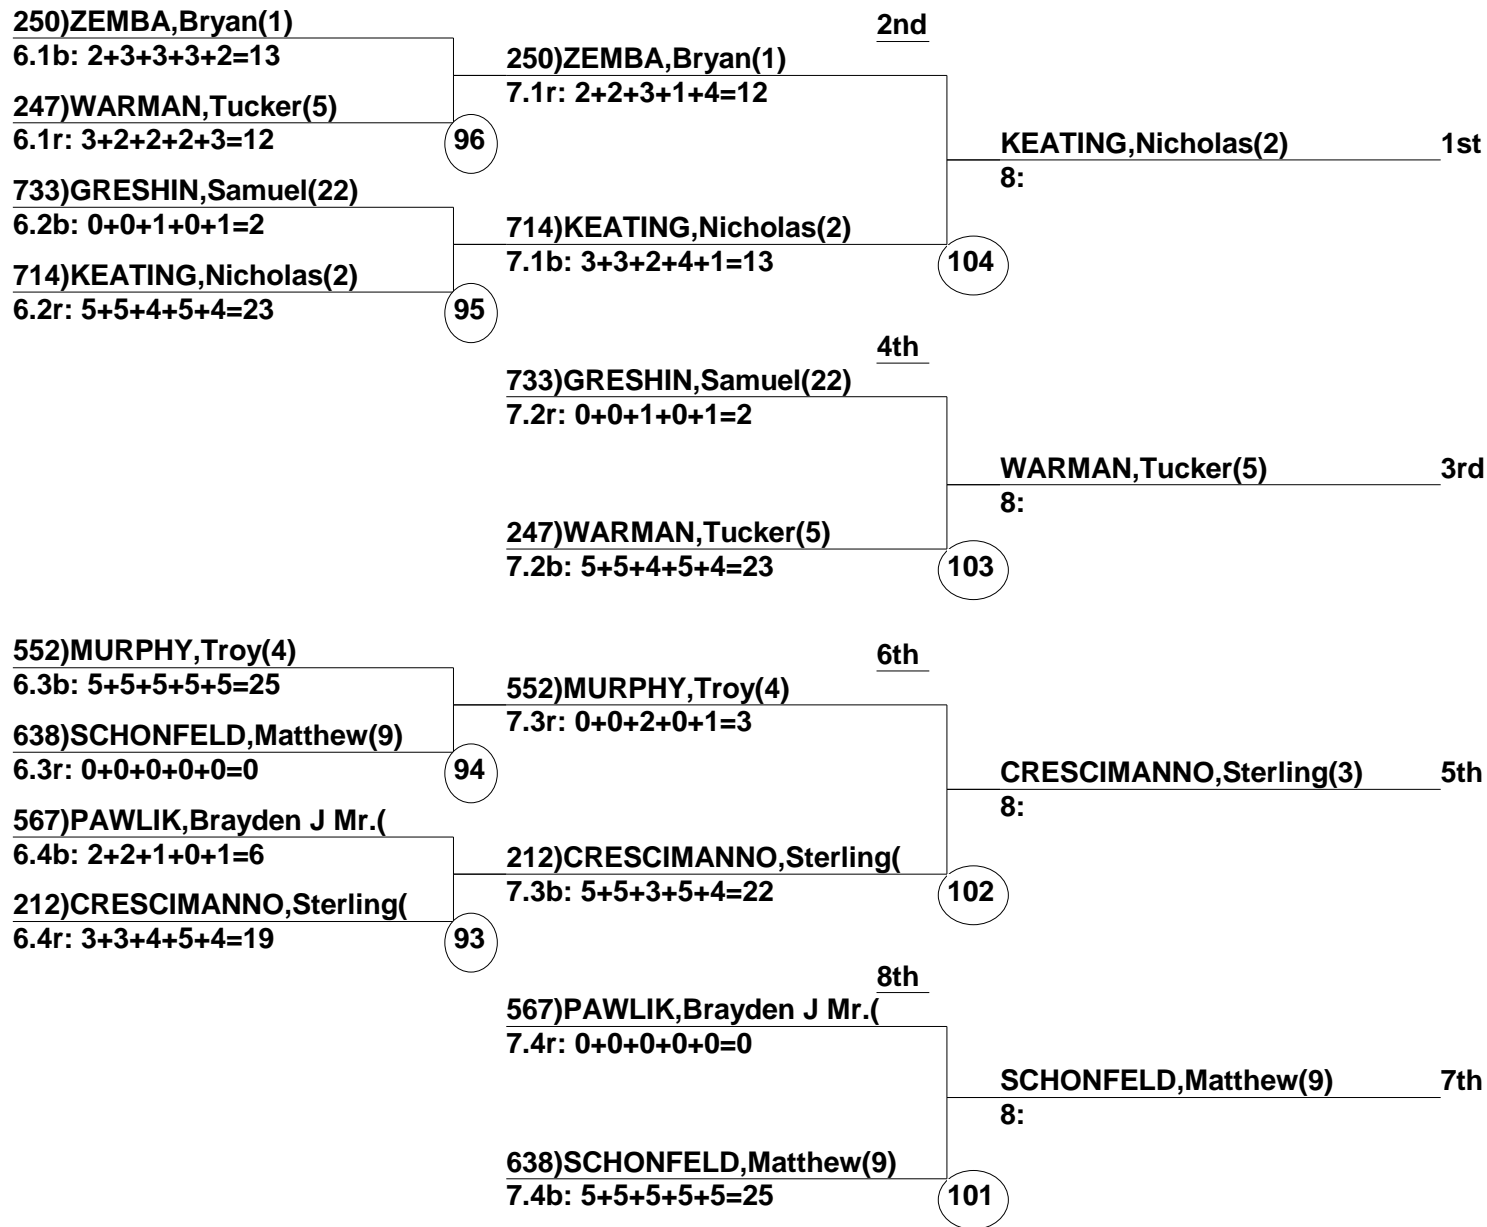 250)ZEMBA,Bryan(1)
6.1b: 2+3+3+3+2=13
247)WARMAN,Tucker(5)
6.1r: 3+2+2+2+3=12
96
733)GRESHIN,Samuel(22)
6.2b: 0+0+1+0+1=2
714)KEATING,Nicholas(2)
6.2r: 5+5+4+5+4=23
95
250)ZEMBA,Bryan(1)
7.1r: 2+2+3+1+4=12
714)KEATING,Nicholas(2)
7.1b: 3+3+2+4+1=13
104
2nd
KEATING,Nicholas(2) 1st
8:
733)GRESHIN,Samuel(22)
7.2r: 0+0+1+0+1=2
247)WARMAN,Tucker(5)
7.2b: 5+5+4+5+4=23
103
4th
WARMAN,Tucker(5) 3rd
8:
552)MURPHY,Troy(4)
6.3b: 5+5+5+5+5=25
638)SCHONFELD,Matthew(9)
6.3r: 0+0+0+0+0=0
94
567)PAWLIK,Brayden J Mr.(
6.4b: 2+2+1+0+1=6
212)CRESCIMANNO,Sterling(
6.4r: 3+3+4+5+4=19
93
552)MURPHY,Troy(4)
7.3r: 0+0+2+0+1=3
212)CRESCIMANNO,Sterling(
7.3b: 5+5+3+5+4=22
102
6th
CRESCIMANNO,Sterling(3) 5th
8:
567)PAWLIK,Brayden J Mr.(
7.4r: 0+0+0+0+0=0
638)SCHONFELD,Matthew(9)
7.4b: 5+5+5+5+5=25
101
8th
SCHONFELD,Matthew(9) 7th
8: